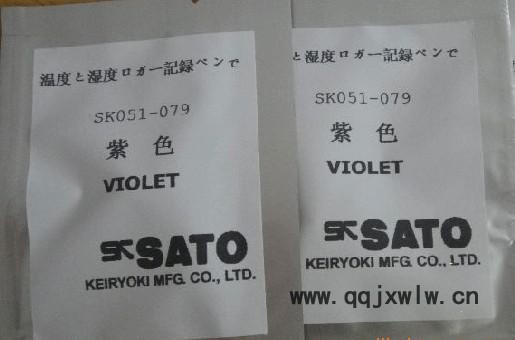 温度と湿度ロガー記録ペンで
SK051-079
紫色
VIOLET
SK SATO
KEIRYOKI MFG. CO., LTD.
と湿度ロガー記録ペンで
SK051-079
紫色
VIOLET
SK SATO
KEIRYOKI MFG. CO., LTD.
www.qqjxwlw.cn